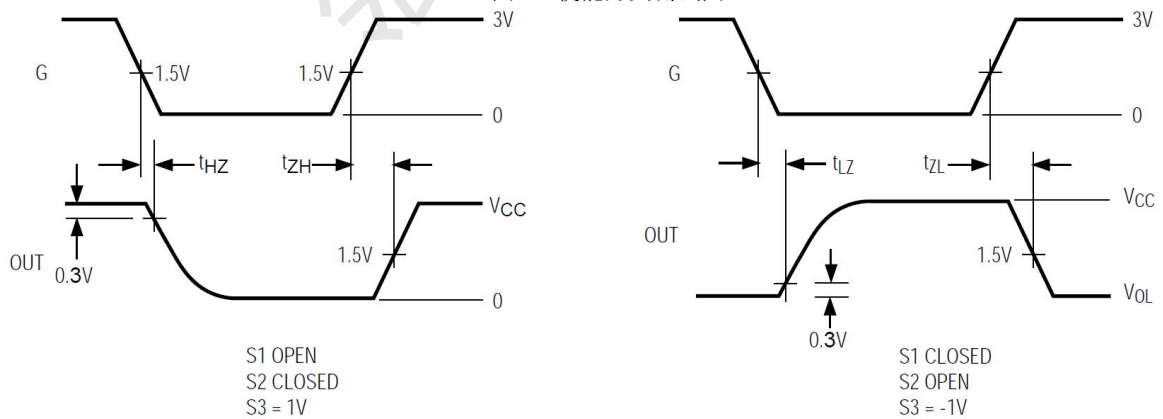 3V
G
1.5V
1.5V
0
tHZ
tZH
VCC
OUT
0.3V
1.5V
0
S1 OPEN
S2 CLOSED
S3 = 1V
3V
G
0
tLZ
tZL
VCC
OUT
1.5V
0.3V
VOL
S1 CLOSED
S2 OPEN
S3 = -1V